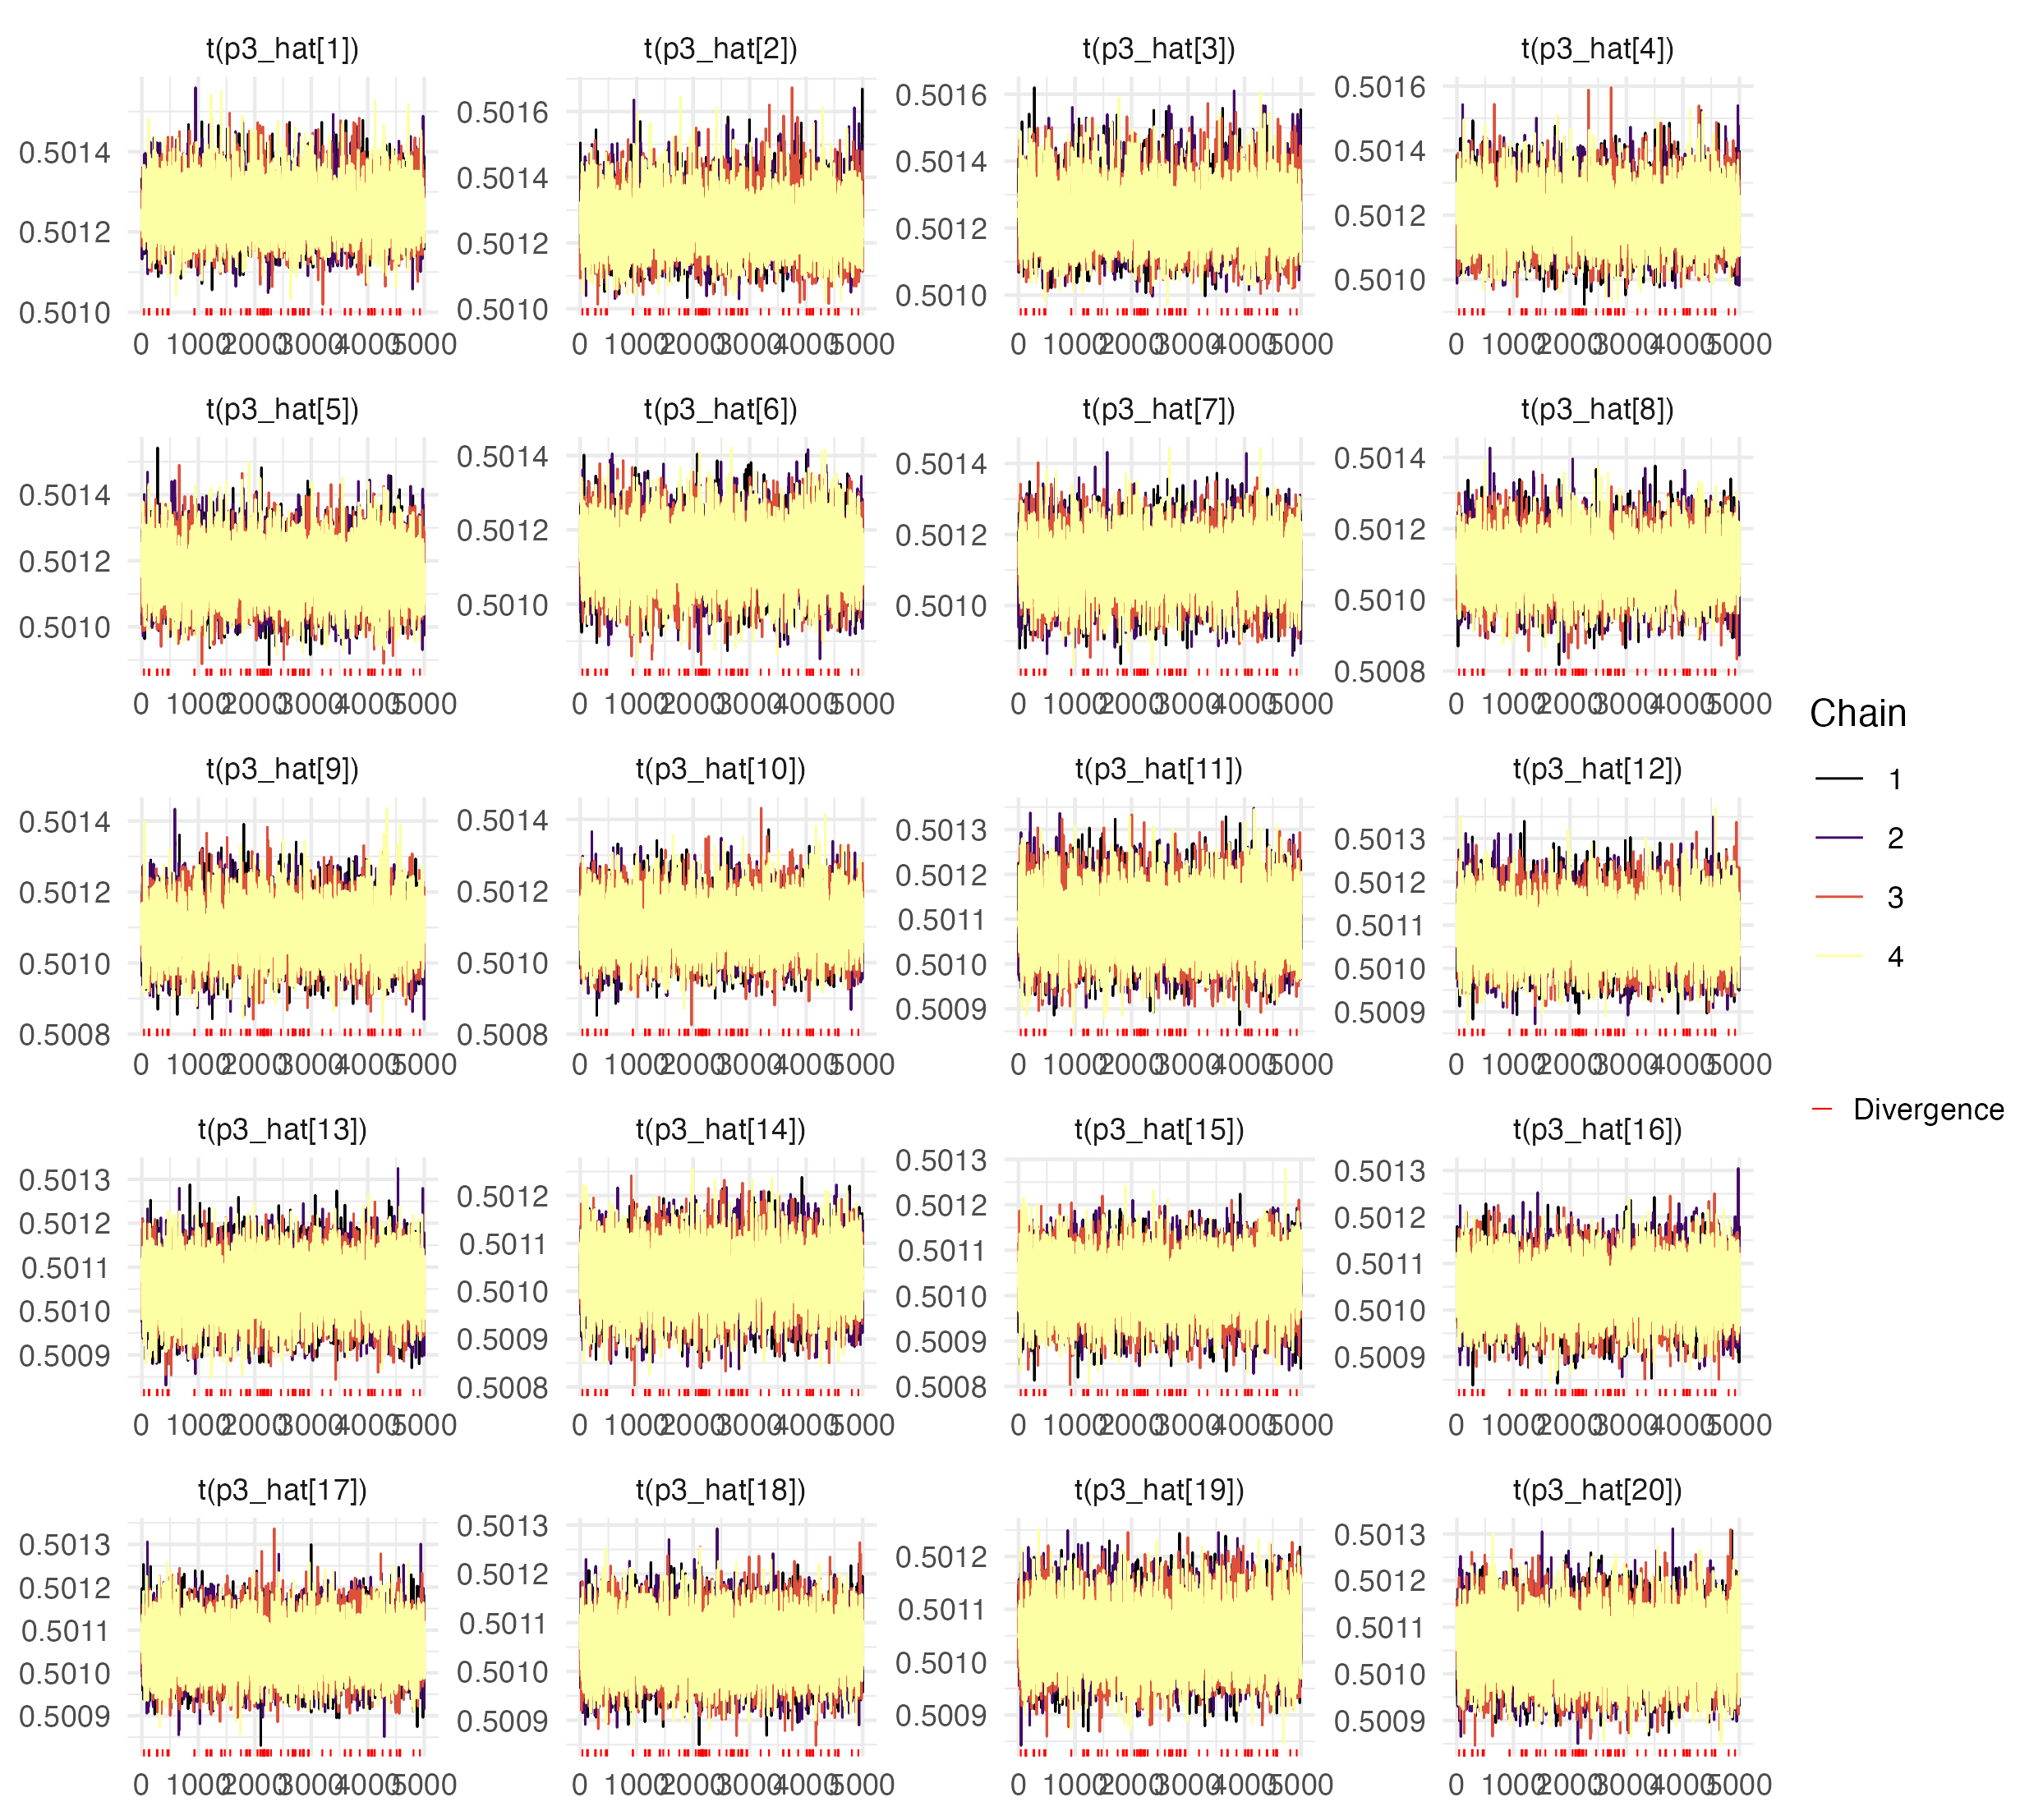 t(p3_hat[1]) t(p3_hat[2]) t(p3_hat[3]) t(p3_hat[4])
0.5014 0.5012 0.5010
0.5016 0.5014 0.5012 0.5010
0.5016 0.5014 0.5012 0.5010
0.5016 0.5014 0.5012 0.5010
0 1000 2000 3000 4000 5000 0 1000 2000 3000 4000 5000 0 1000 2000 3000 4000 5000 0 1000 2000 3000 4000 5000
t(p3_hat[5]) t(p3_hat[6]) t(p3_hat[7]) t(p3_hat[8])
0.5014 0.5012 0.5010
0.5014 0.5012 0.5010
0.5014 0.5012 0.5010
0.5014 0.5012 0.5010 0.5008
0 1000 2000 3000 4000 5000 0 1000 2000 3000 4000 5000 0 1000 2000 3000 4000 5000 0 1000 2000 3000 4000 5000
t(p3_hat[9]) t(p3_hat[10]) t(p3_hat[11]) t(p3_hat[12])
0.5014 0.5012 0.5010 0.5008
0.5014 0.5012 0.5010 0.5008
0.5013 0.5012 0.5011 0.5010 0.5009
0.5013 0.5012 0.5011 0.5010 0.5009
0 1000 2000 3000 4000 5000 0 1000 2000 3000 4000 5000 0 1000 2000 3000 4000 5000 0 1000 2000 3000 4000 5000
t(p3_hat[13]) t(p3_hat[14]) t(p3_hat[15]) t(p3_hat[16])
0.5013 0.5012 0.5011 0.5010 0.5009
0.5012 0.5011 0.5010 0.5009 0.5008
0.5013 0.5012 0.5011 0.5010 0.5009 0.5008
0.5013 0.5012 0.5011 0.5010 0.5009
0 1000 2000 3000 4000 5000 0 1000 2000 3000 4000 5000 0 1000 2000 3000 4000 5000 0 1000 2000 3000 4000 5000
t(p3_hat[17]) t(p3_hat[18]) t(p3_hat[19]) t(p3_hat[20])
0.5013 0.5012 0.5011 0.5010 0.5009
0.5013 0.5012 0.5011 0.5010 0.5009
0.5012 0.5011 0.5010 0.5009
0.5013 0.5012 0.5011 0.5010 0.5009
0 1000 2000 3000 4000 5000 0 1000 2000 3000 4000 5000 0 1000 2000 3000 4000 5000 0 1000 2000 3000 4000 5000
Chain
1
2
3
4
Divergence